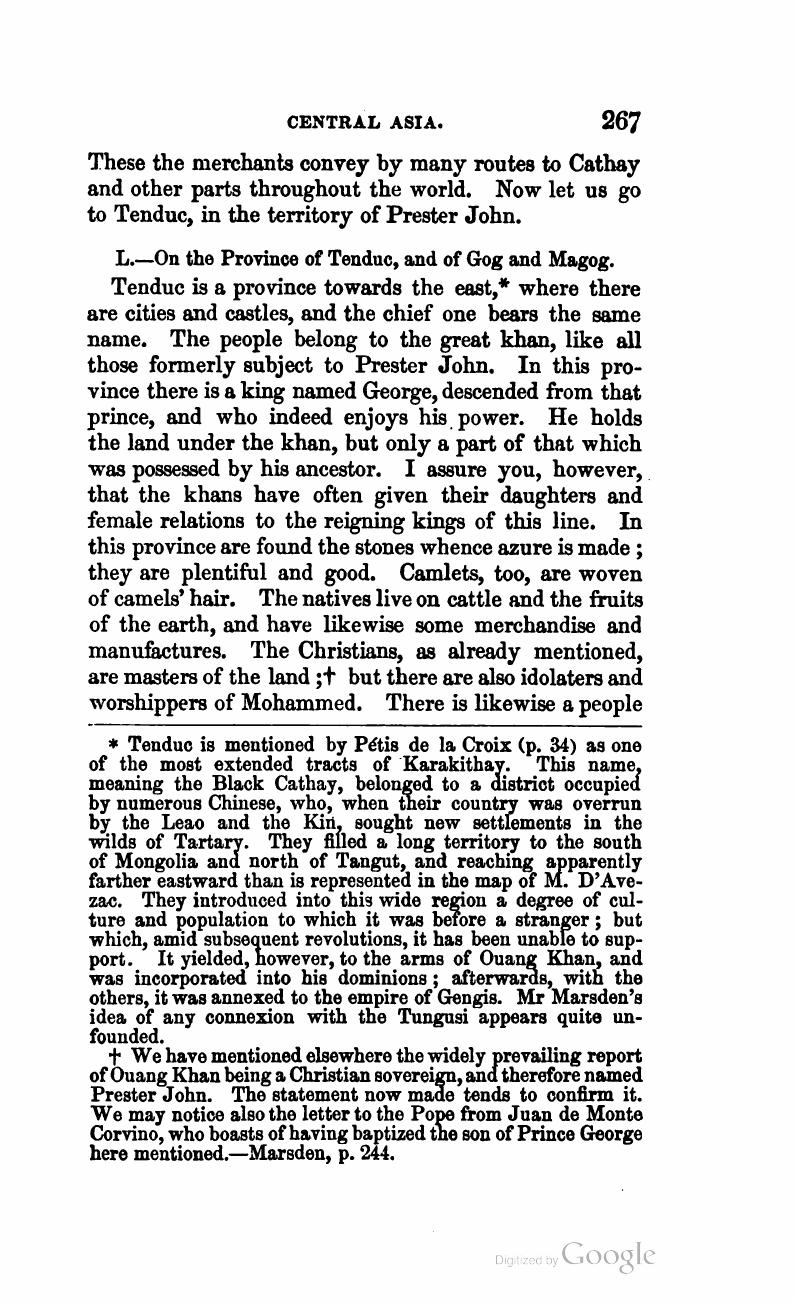 CENTRAL ASIA. 267
These the merchants convey by many routes to Cathay
and other parts throughout the world. Now let us go
to Tenduc, in the territory of Prester John.
L.—On the Province of Tenduc, and of Gog and Magog.
Tenduc is a province towards the east,* where there
are cities and castles, and the chief one bears the same
name. The people belong to the great khan, like all
those formerly subject to Prester John. In this pro-
vince there is a king named George, descended from that
prince, and who indeed enjoys his power. He holds
the land under the khan, but only a part of that which
was possessed by his ancestor. I assure you, however,
that the khans have often given their daughters and
female relations to the reigning kings of this line. In
this province are found the stones whence azure is made ;
they are plentiful and good. Camlets, too, are woven
of camels' hair. The natives live on cattle and the fruits
of the earth, and have likewise some merchandise and
manufactures. The Christians, as already mentioned,
are masters of the land ;† but there are also idolaters and
worshippers of Mohammed. There is likewise a people
* Tenduc is mentioned by Pétis de la Croix (p. 34) as one
of the most extended tracts of Karakithay. This name,
meaning the Black Cathay, belonged to a district occupied
by numerous Chinese, who, when their country was overrun
by the Leao and the Kin, sought new settlements in the
wilds of Tartary. They filled a long territory to the south
of Mongolia and north of Tangut, and reaching apparently
farther eastward than is represented in the map of M. D'Ave-
zac. They introduced into this wide region a degree of cul-
ture and population to which it was before a stranger ; but
which, amid subsequent revolutions, it has been unable to sup-
port. It yielded, however, to the arms of Ouang Khan, and
was incorporated into his dominions ; afterwards, with the
others, it was annexed to the empire of Gengis. Mr Marsden's
idea of any connexion with the Tungusi appears quite un-
founded.
† We have mentioned elsewhere the widely prevailing report
of Ouang Khan being a Christian sovereign, and therefore named
Prester John. The statement now made tends to confirm it.
We may notice also the letter to the Pope from Juan de Monte
Corvino, who boasts of having baptized the son of Prince George
here mentioned.—Marsden, p. 244.
Digitized by Google